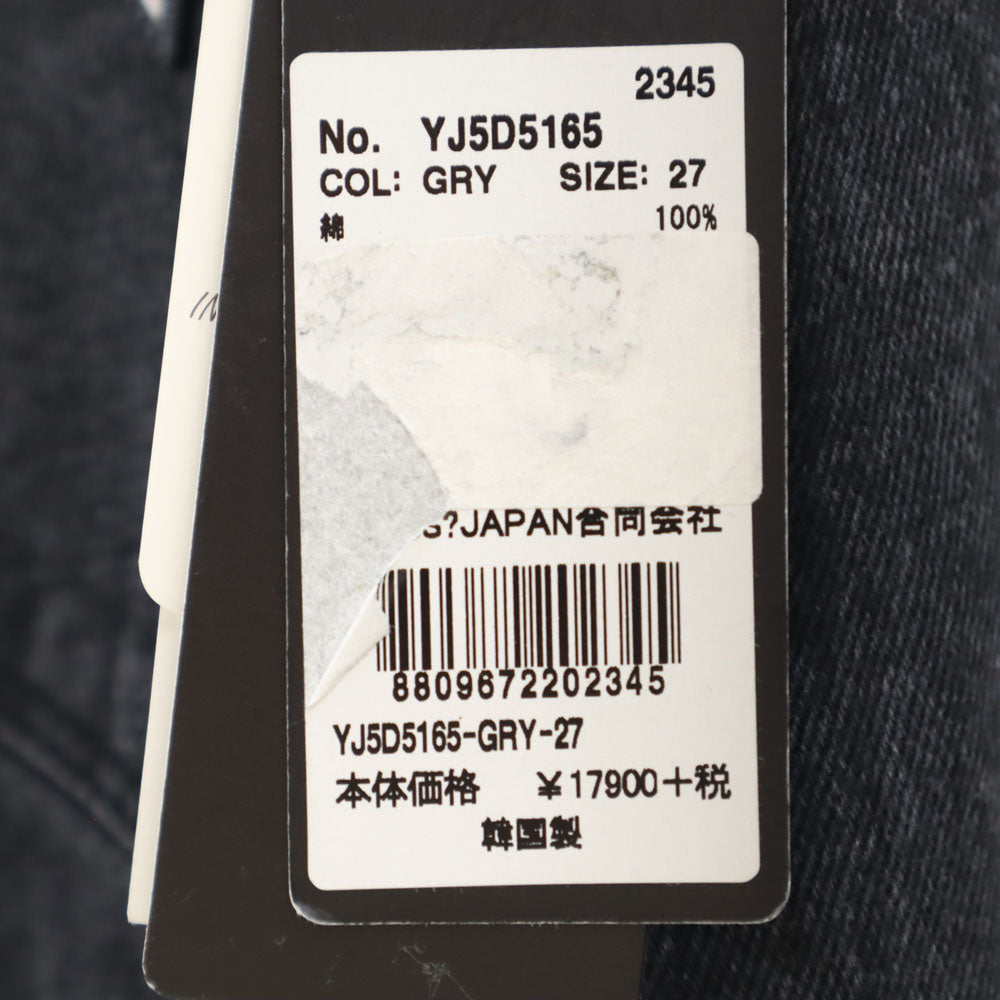 2345
No. YJ5D5165
COL: GRY SIZE: 27
綿 100%
S?JAPAN合同会社
8809672202345
YJ5D5165-GRY-27
本体価格 ¥17900+税
韓国製